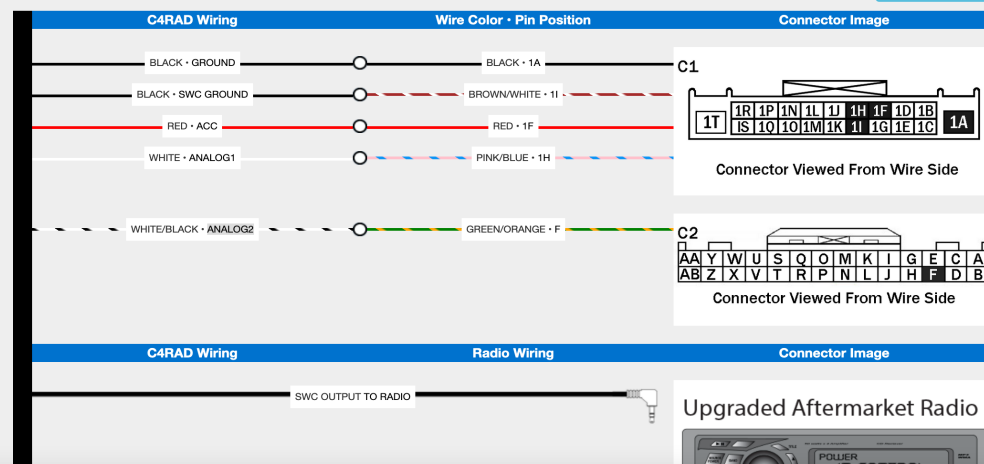 C4RAD Wiring Wire Color • Pin Position Connector Image
BLACK • GROUND BLACK • 1A
BLACK • SWC GROUND BROWN/WHITE • 1I
RED • ACC RED • 1F
WHITE • ANALOG1 PINK/BLUE • 1H
WHITE/BLACK • ANALOG2 GREEN/ORANGE • F
C1
1T 1R 1P 1N 1L 1J 1H 1F 1D 1B 1A
IS 1Q 1O 1M 1K 1I 1G 1E 1C
Connector Viewed From Wire Side
C2
AA Y W U S Q O M K I G E C A
AB Z X V T R P N L J H F D B
Connector Viewed From Wire Side
C4RAD Wiring Radio Wiring Connector Image
SWC OUTPUT TO RADIO
Upgraded Aftermarket Radio
POWER